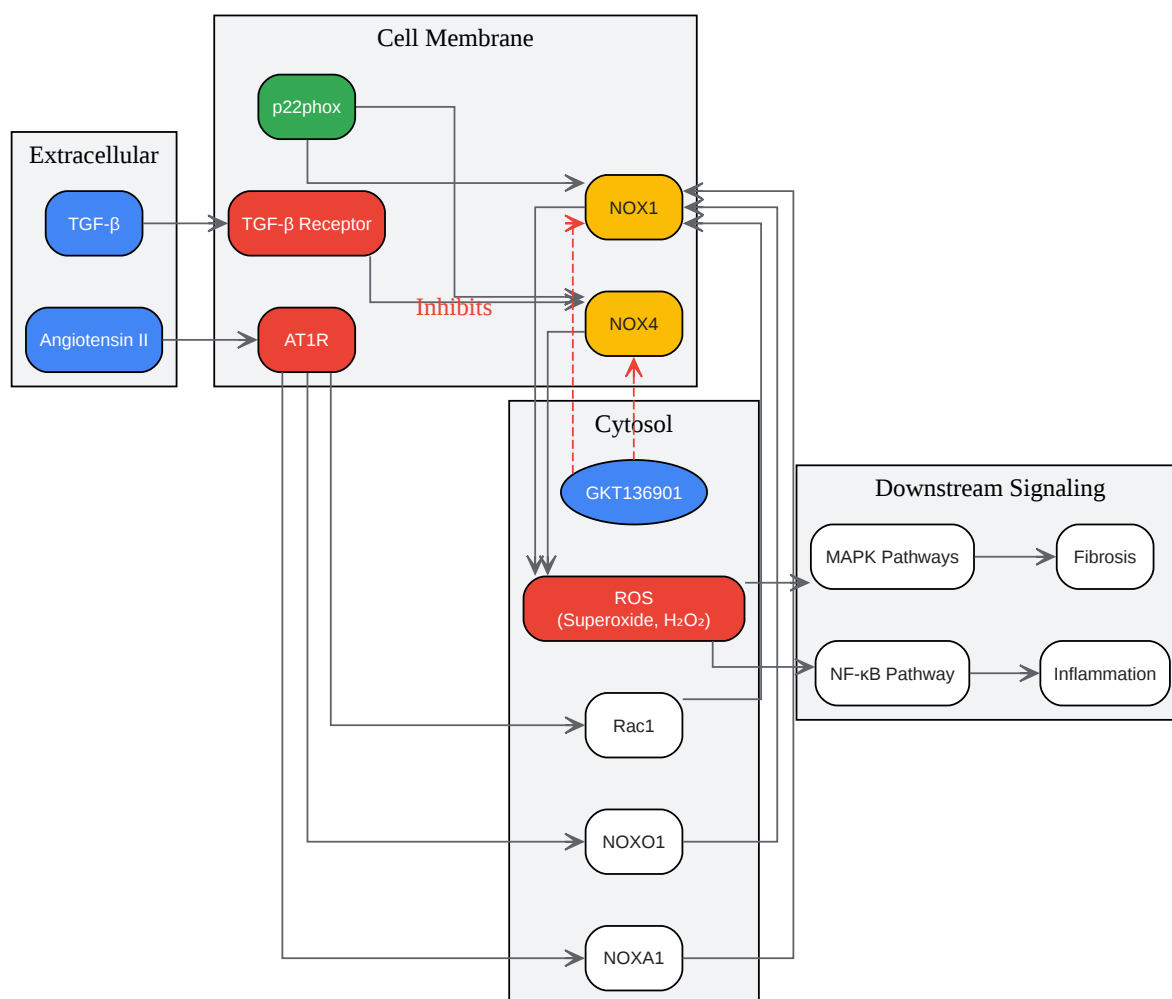 Cell Membrane
p22phox
Extracellular
TGF-β
TGF-β Receptor
NOX1
Inhibits
Angiotensin II
AT1R
NOX4
Cytosol
GKT136901
Downstream Signaling
MAPK Pathways
Fibrosis
ROS
(Superoxide, H₂O₂)
NF-κB Pathway
Inflammation
Rac1
NOXO1
NOXA1